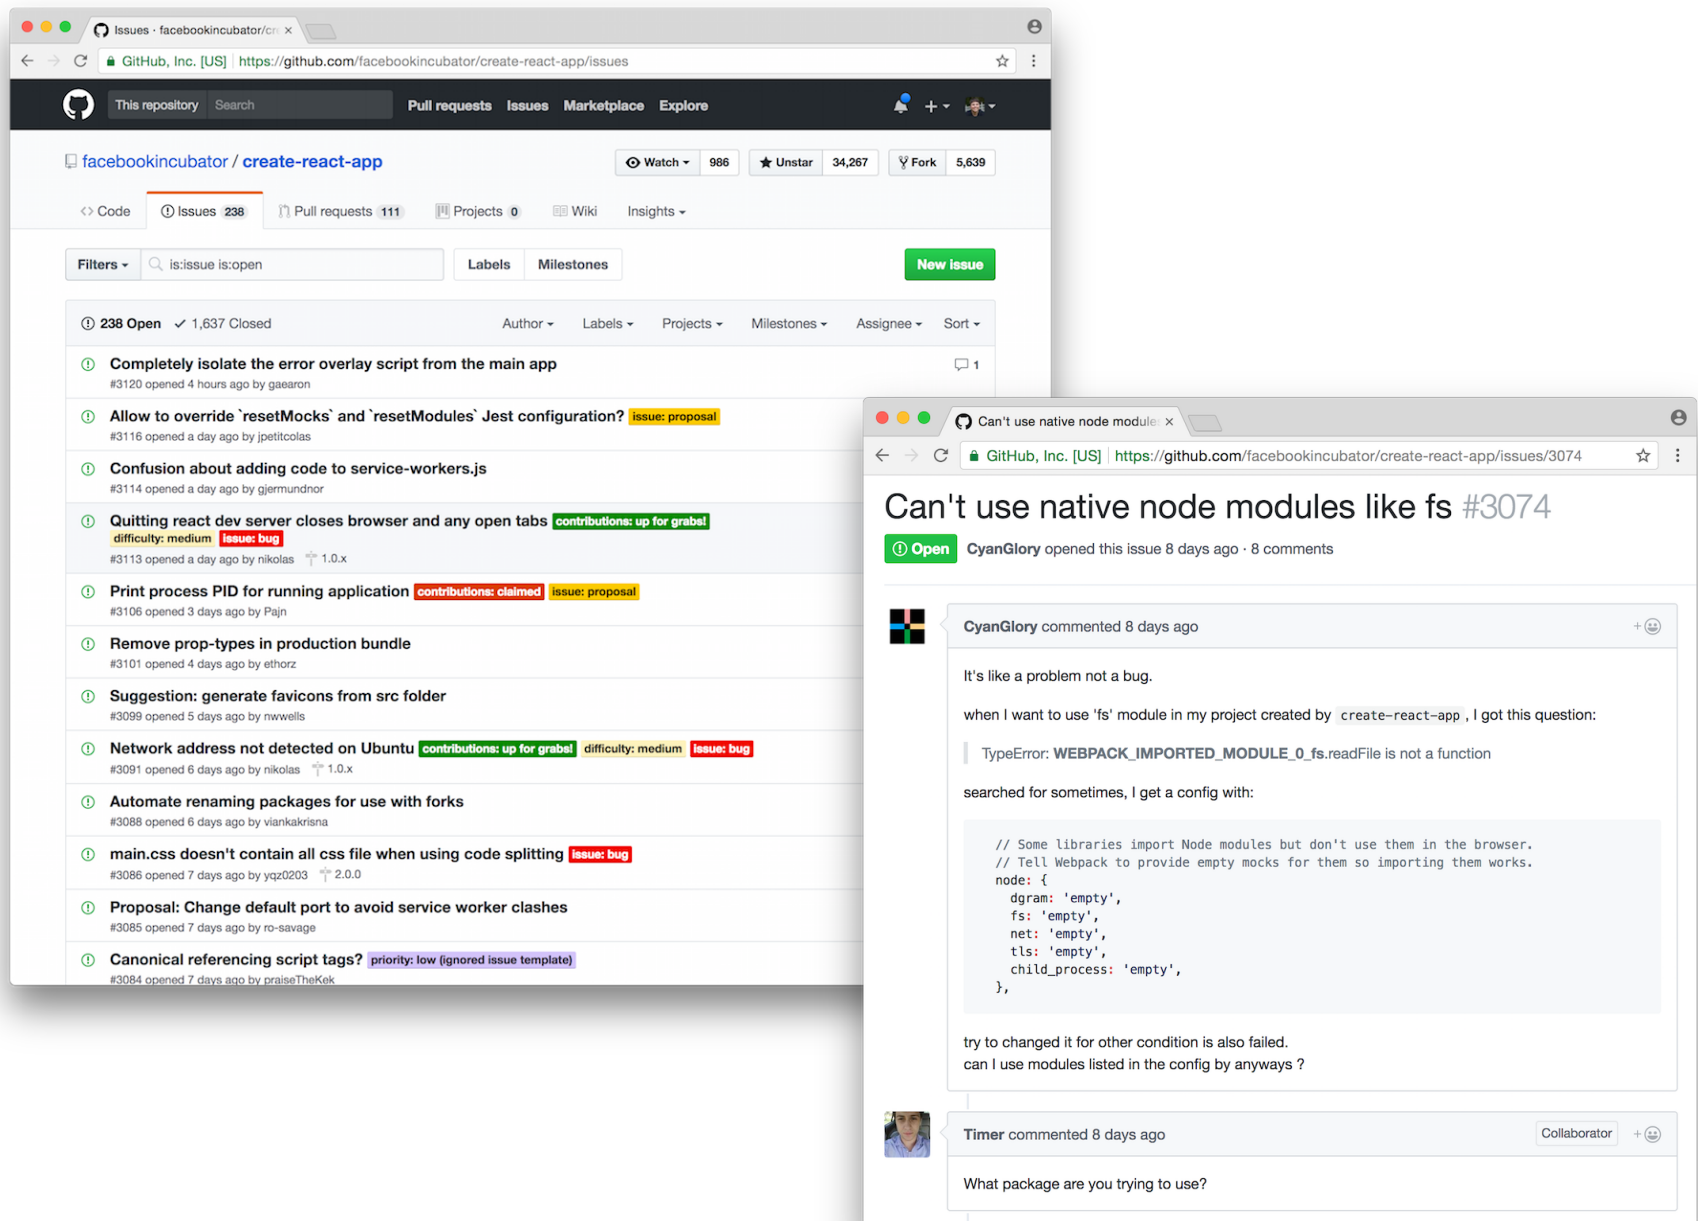 Issues · facebookincubator/cr
GitHub, Inc. [US] https://github.com/facebookincubator/create-react-app/issues
This repository Search Pull requests Issues Marketplace Explore
facebookincubator / create-react-app
Watch 986 Unstar 34,267 Fork 5,639
Code Issues 238 Pull requests 111 Projects 0 Wiki Insights
Filters is:issue is:open Labels Milestones New issue
238 Open 1,637 Closed Author Labels Projects Milestones Assignee Sort
Completely isolate the error overlay script from the main app 1
#3120 opened 4 hours ago by gaearon
Allow to override `resetMocks` and `resetModules` Jest configuration? issue: proposal
#3116 opened a day ago by jpetitcolas
Confusion about adding code to service-workers.js
#3114 opened a day ago by gjermundnor
Quitting react dev server closes browser and any open tabs contributions: up for grabs!
difficulty: medium issue: bug
#3113 opened a day ago by nikolas 1.0.x
Print process PID for running application contributions: claimed issue: proposal
#3106 opened 3 days ago by Pajn
Remove prop-types in production bundle
#3101 opened 4 days ago by ethorz
Suggestion: generate favicons from src folder
#3099 opened 5 days ago by nwwells
Network address not detected on Ubuntu contributions: up for grabs! difficulty: medium issue: bug
#3091 opened 6 days ago by nikolas 1.0.x
Automate renaming packages for use with forks
#3088 opened 6 days ago by viankakrisna
main.css doesn't contain all css file when using code splitting issue: bug
#3086 opened 7 days ago by yqz0203 2.0.0
Proposal: Change default port to avoid service worker clashes
#3085 opened 7 days ago by ro-savage
Canonical referencing script tags? priority: low (ignored issue template)
#3084 opened 7 days ago by praiseTheKek
Can't use native node module
GitHub, Inc. [US] https://github.com/facebookincubator/create-react-app/issues/3074
Can't use native node modules like fs #3074
Open CyanGlory opened this issue 8 days ago · 8 comments
CyanGlory commented 8 days ago
It's like a problem not a bug.
when I want to use 'fs' module in my project created by create-react-app , I got this question:
TypeError: WEBPACK_IMPORTED_MODULE_0_fs.readFile is not a function
searched for sometimes, I get a config with:
// Some libraries import Node modules but don't use them in the browser.
// Tell Webpack to provide empty mocks for them so importing them works.
node: {
dgram: 'empty',
fs: 'empty',
net: 'empty',
tls: 'empty',
child_process: 'empty',
},
try to changed it for other condition is also failed.
can I use modules listed in the config by anyways ?
Timer commented 8 days ago Collaborator
What package are you trying to use?